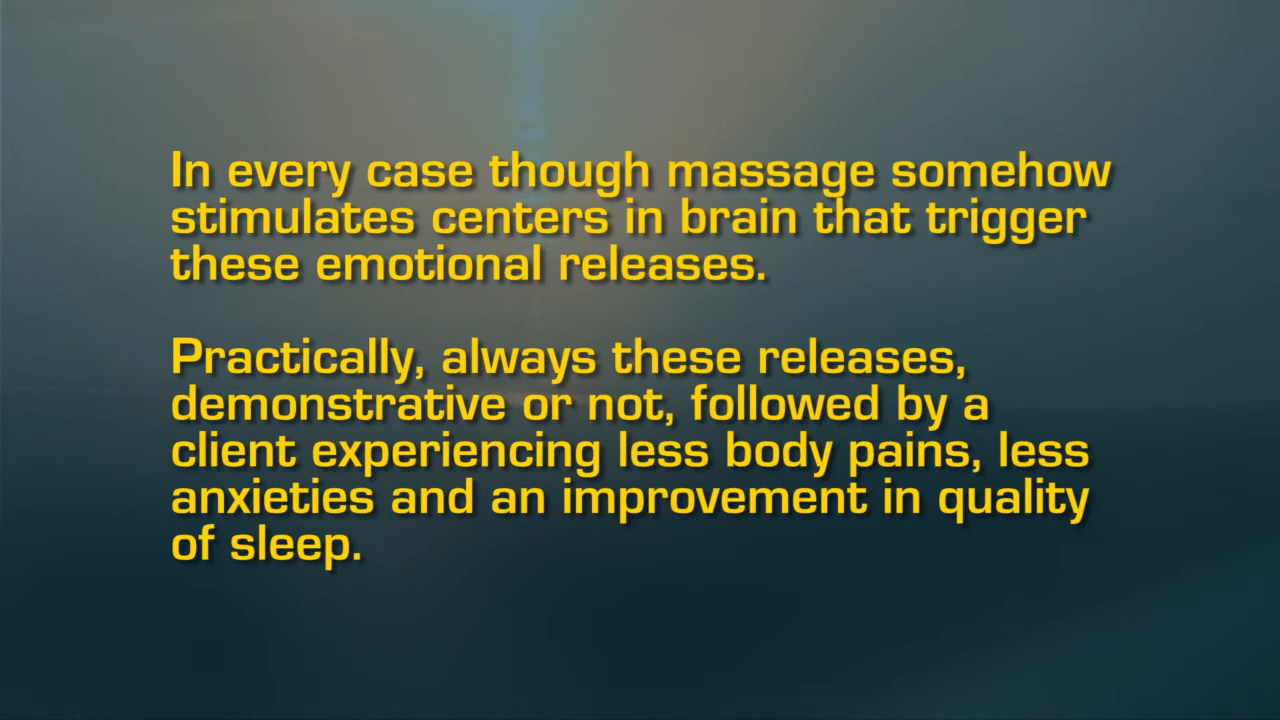 In every case though massage somehow
stimulates centers in brain that trigger
these emotional releases.
Practically, always these releases,
demonstrative or not, followed by a
client experiencing less body pains, less
anxieties and an improvement in quality
of sleep.